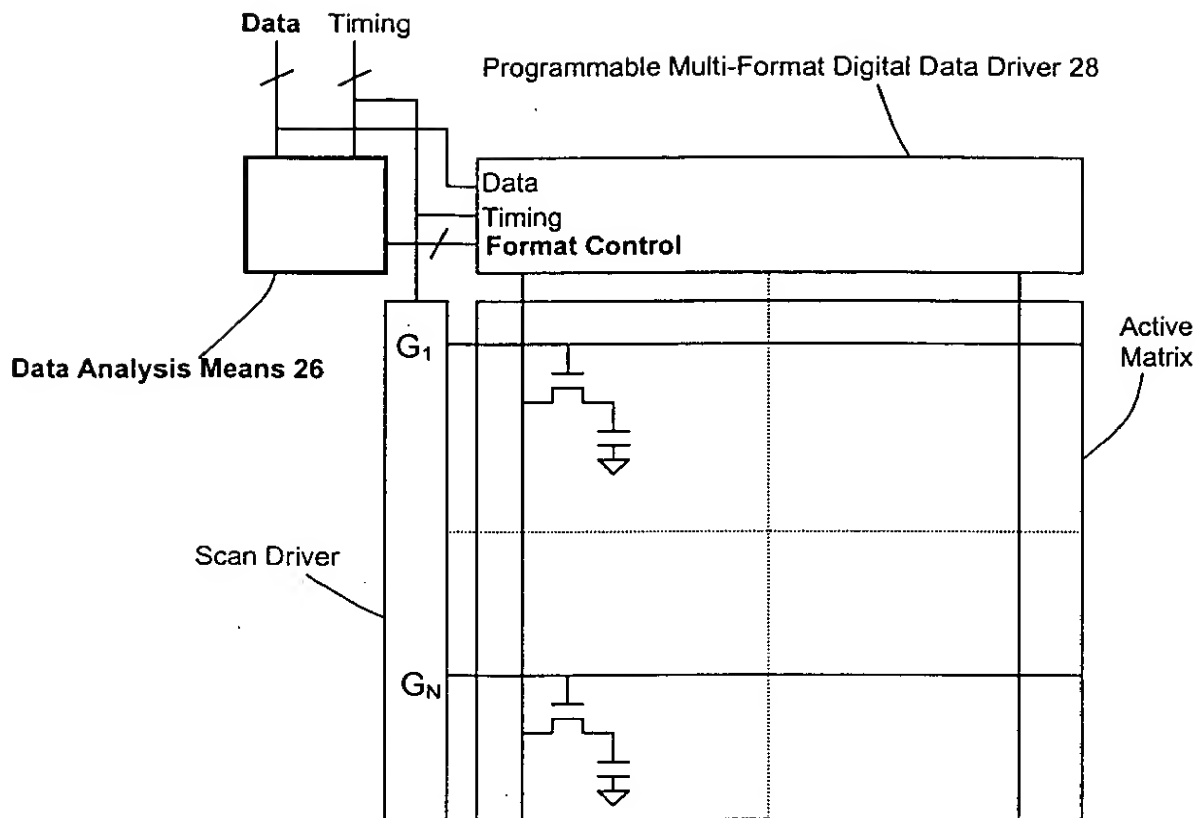 Data Timing
Programmable Multi-Format Digital Data Driver 28
Data
Timing
Format Control
Data Analysis Means 26
G₁
Active
Matrix
Scan Driver
G_N